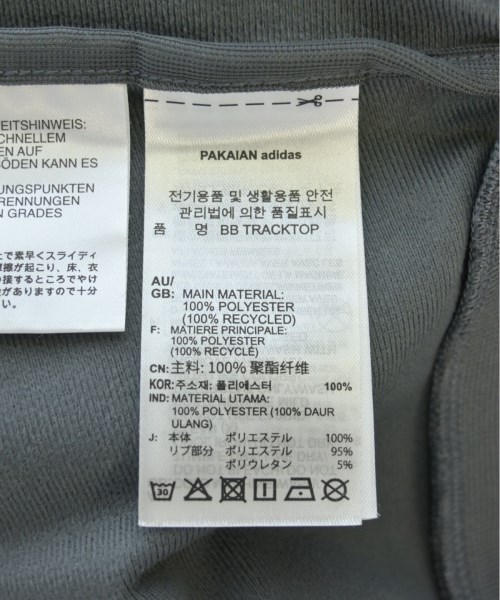 EITSHINWEIS:
SCHNELLEM
EN AUF
BÖDEN KANN ES
UNGSPUNKTEN
ERRENNUNGEN
N GRADES
で素早くスライディ
擦が起こり、床、衣
接するところでやけ
がありますので十分
い。
PAKAIAN adidas
전기용품 및 생활용품 안전
관리법에 의한 품질표시
품 명 BB TRACKTOP
AU/
GB: MAIN MATERIAL:
100% POLYESTER
(100% RECYCLED)
F: MATIÈRE PRINCIPALE:
100% POLYESTER
(100% RECYCLÉ)
CN: 主料: 100% 聚酯纤维
KOR: 주소재: 폴리에스터 100%
IND: MATERIAL UTAMA:
100% POLYESTER (100% DAUR
ULANG)
J: 本体 ポリエステル 100%
リブ部分 ポリエステル 95%
ポリウレタン 5%
30